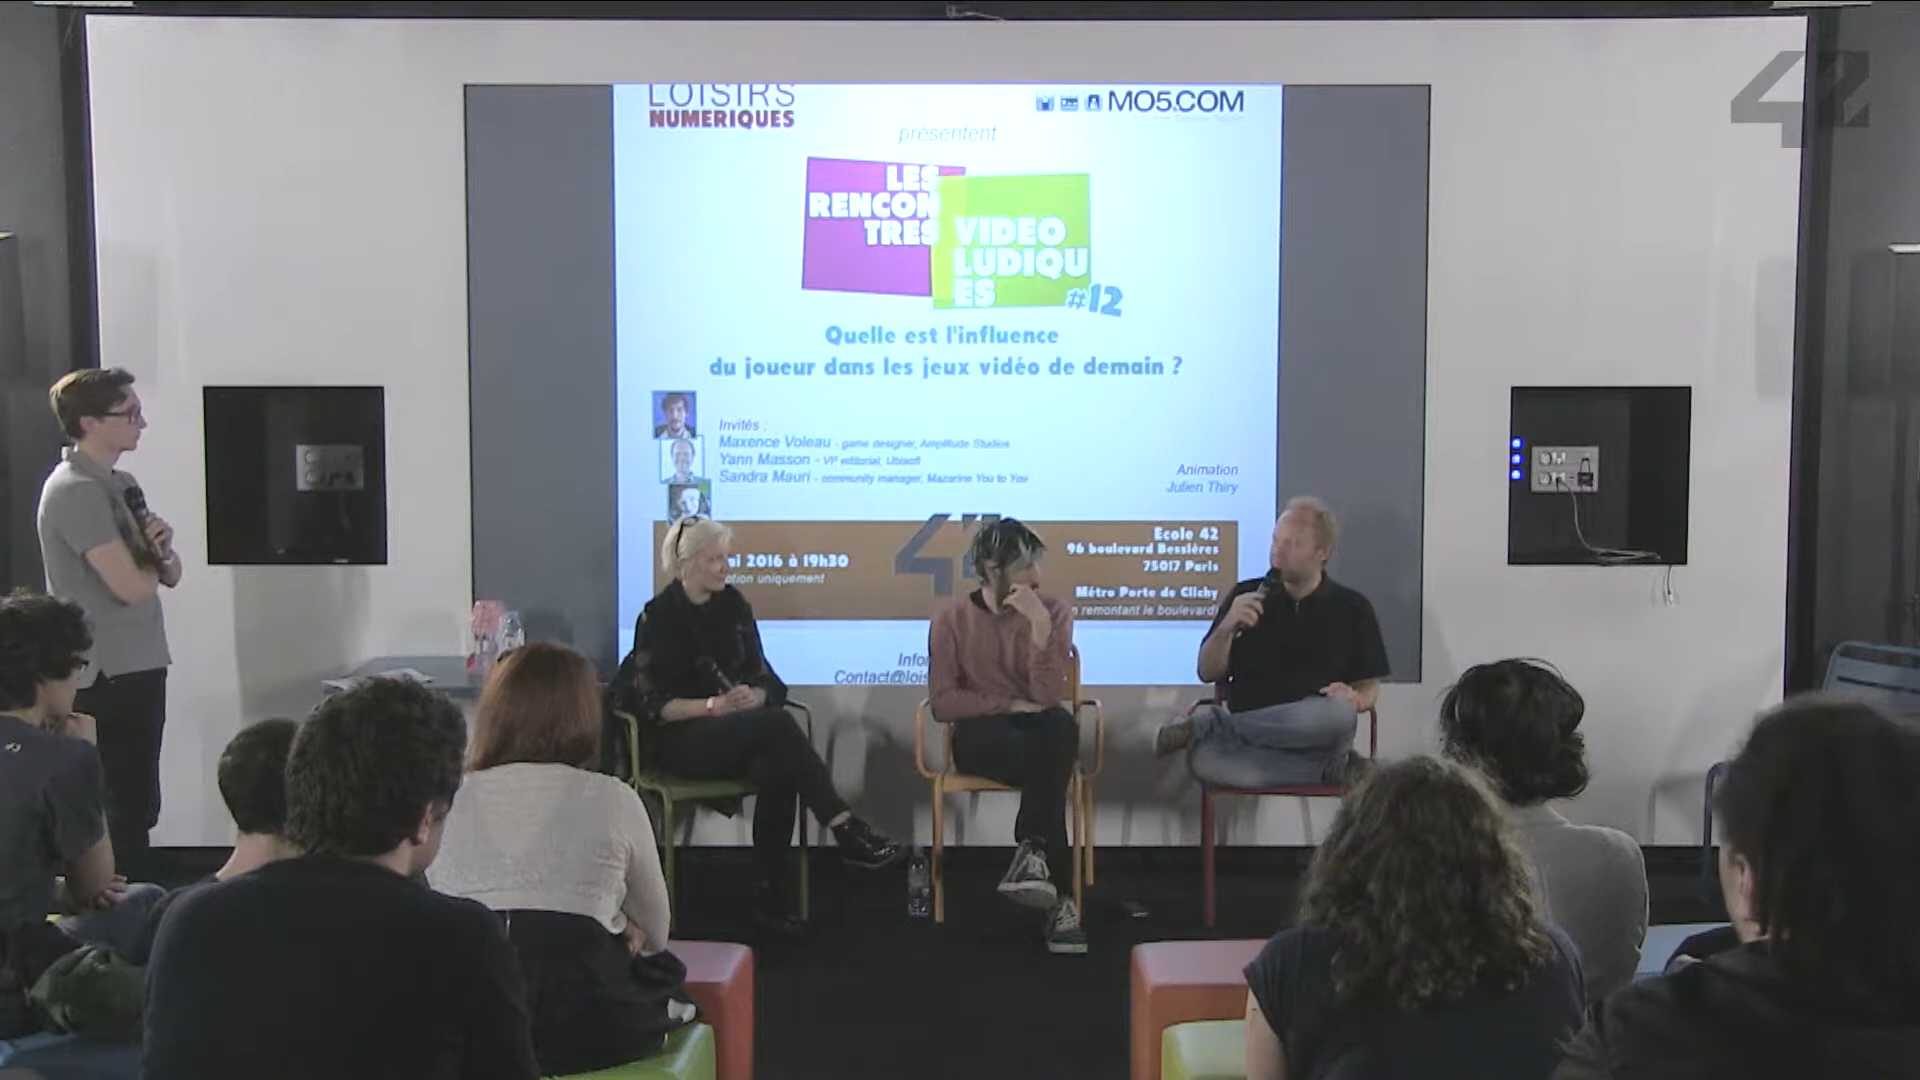 LOISIRS
NUMERIQUES
MO5.COM
présentent
LES
RENCON
TRES
VIDEO
LUDIQU
ES
#12
Quelle est l'influence
du joueur dans les jeux vidéo de demain ?
Invités :
Maxence Voleau - game designer, Amplitude Studios
Yann Masson - VP editorial, Ubisoft
Sandra Mauri - community manager, Mazarine You to You
Animation
Julien Thiry
ai 2016 à 19h30
ption uniquement
42
Ecole 42
96 boulevard Bessières
75017 Paris
Métro Porte de Clichy
n remontant le boulevard)
Infor
Contact@lois
42